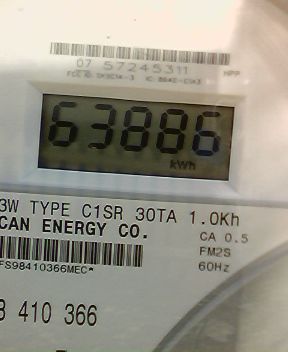 07 57245311
HPP
63886
kWh
3W TYPE C1SR 30TA 1.0Kh
CAN ENERGY CO.
CA 0.5
FM2S
60Hz
FS98410366MEC*
410 366